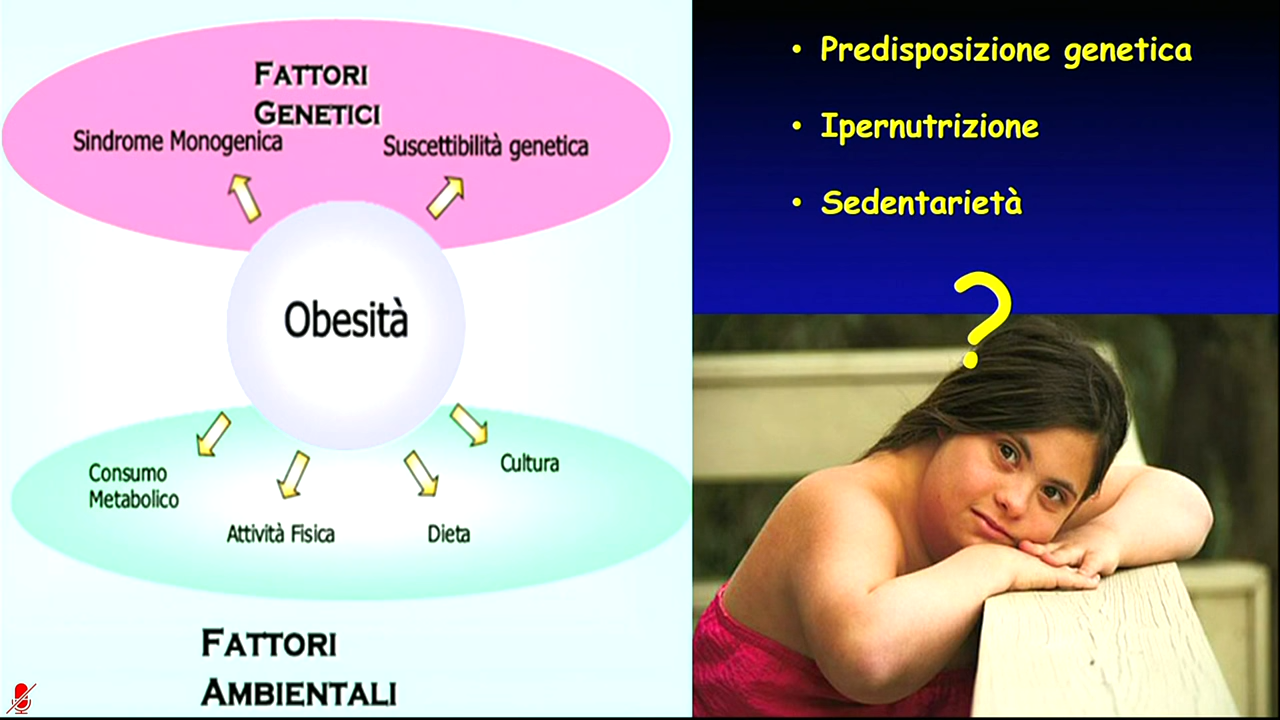 FATTORI
GENETICI
Sindrome Monogenica
Suscettibilità genetica
Obesità
Consumo
Metabolico
Attività Fisica
Dieta
Cultura
FATTORI
AMBIENTALI
• Predisposizione genetica
• Ipernutrizione
• Sedentarietà
?